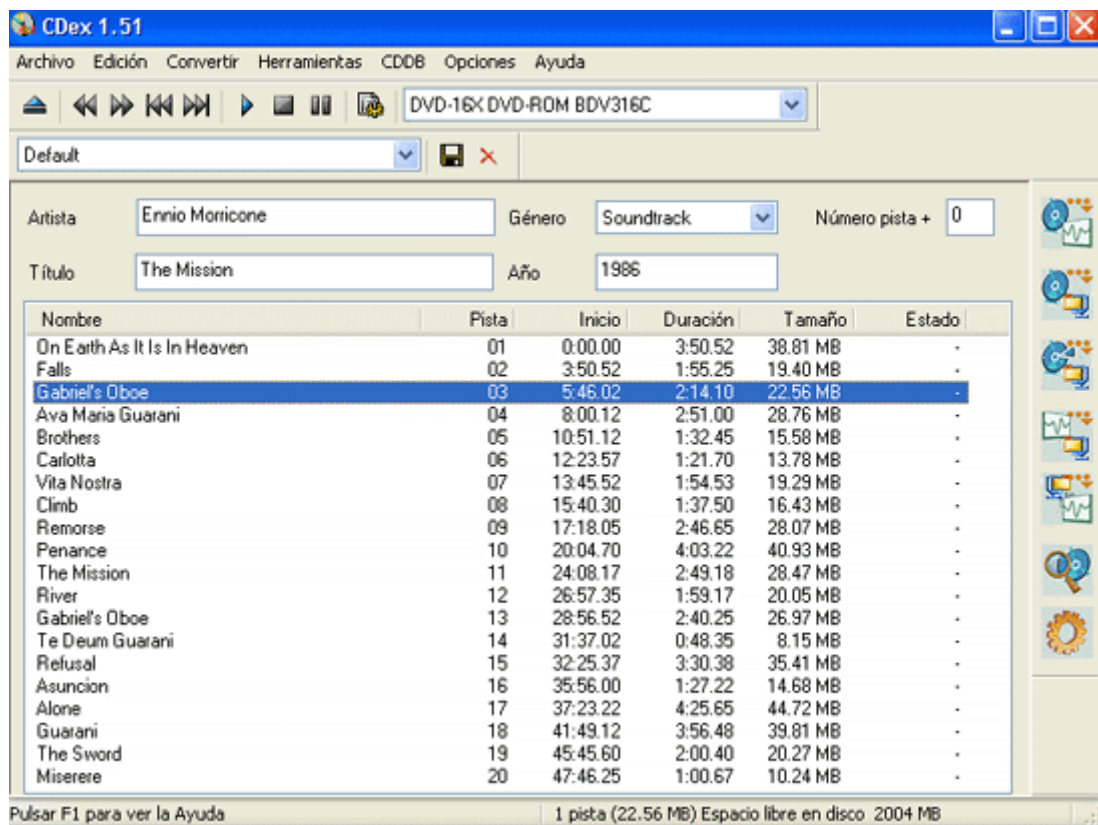 CDex 1.51
Archivo Edición Convertir Herramientas CDDB Opciones Ayuda
DVD-16X DVD-ROM BDV316C
Default
Artista Ennio Morricone Género Soundtrack Número pista + 0
Título The Mission Año 1986
Nombre Pista Inicio Duración Tamaño Estado
On Earth As It Is In Heaven 01 0:00.00 3:50.52 38.81 MB -
Falls 02 3:50.52 1:55.25 19.40 MB -
Gabriel's Oboe 03 5:46.02 2:14.10 22.56 MB -
Ava Maria Guarani 04 8:00.12 2:51.00 28.76 MB -
Brothers 05 10:51.12 1:32.45 15.58 MB -
Carlotta 06 12:23.57 1:21.70 13.78 MB -
Vita Nostra 07 13:45.52 1:54.53 19.29 MB -
Climb 08 15:40.30 1:37.50 16.43 MB -
Remorse 09 17:18.05 2:46.65 28.07 MB -
Penance 10 20:04.70 4:03.22 40.93 MB -
The Mission 11 24:08.17 2:49.18 28.47 MB -
River 12 26:57.35 1:59.17 20.05 MB -
Gabriel's Oboe 13 28:56.52 2:40.25 26.97 MB -
Te Deum Guarani 14 31:37.02 0:48.35 8.15 MB -
Refusal 15 32:25.37 3:30.38 35.41 MB -
Asuncion 16 35:56.00 1:27.22 14.68 MB -
Alone 17 37:23.22 4:25.65 44.72 MB -
Guarani 18 41:49.12 3:56.48 39.81 MB -
The Sword 19 45:45.60 2:00.40 20.27 MB -
Miserere 20 47:46.25 1:00.67 10.24 MB -
Pulsar F1 para ver la Ayuda 1 pista (22.56 MB) Espacio libre en disco 2004 MB